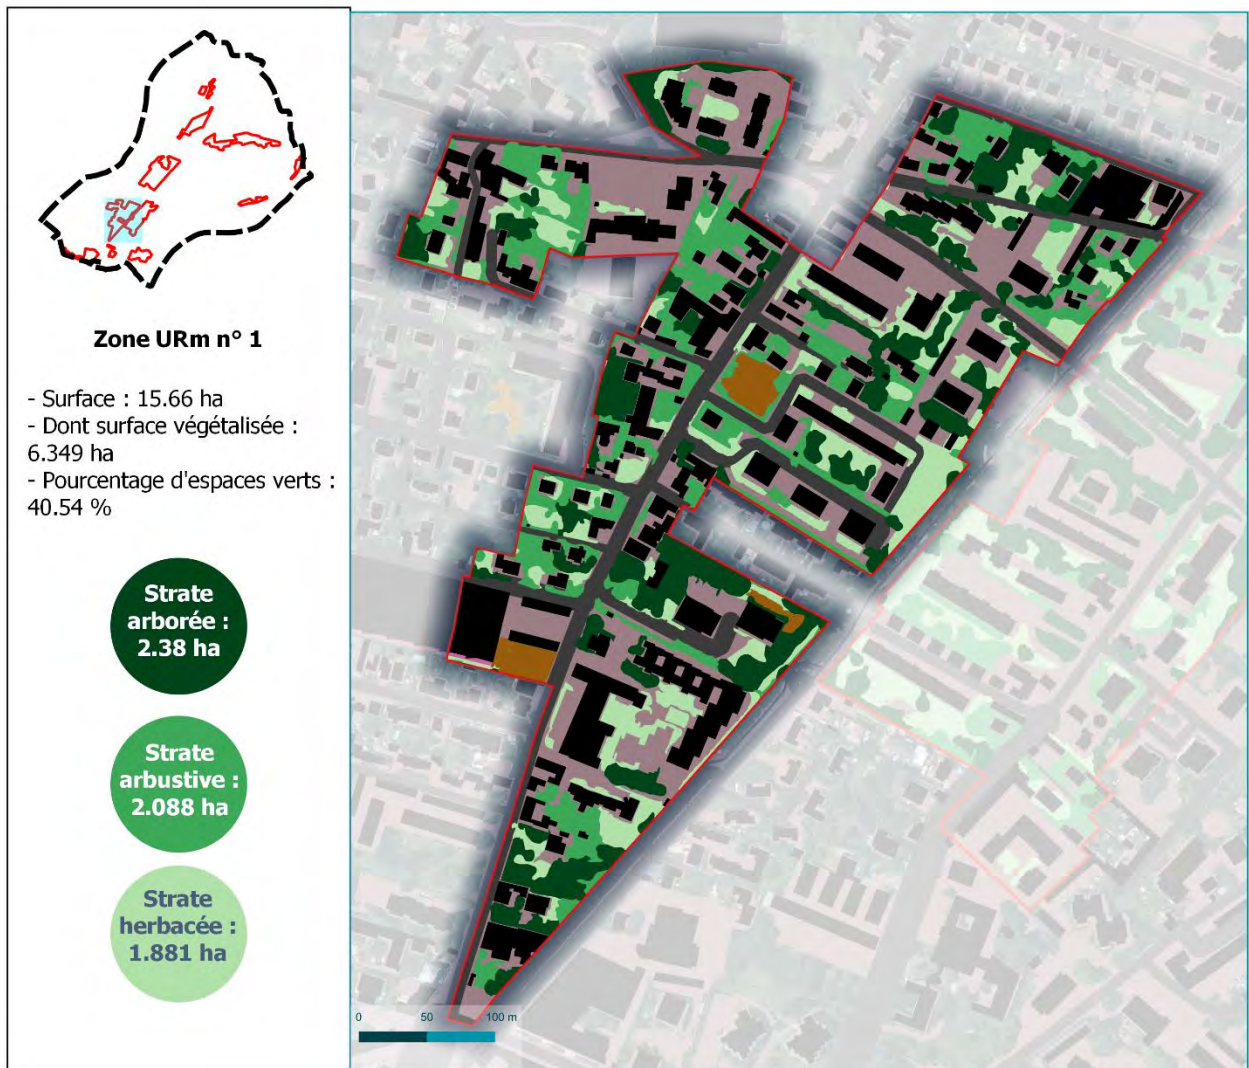 Zone URm n° 1
- Surface : 15.66 ha
- Dont surface végétalisée :
6.349 ha
- Pourcentage d'espaces verts :
40.54 %
Strate
arborée :
2.38 ha
Strate
arbustive :
2.088 ha
Strate
herbacée :
1.881 ha
0 50 100 m